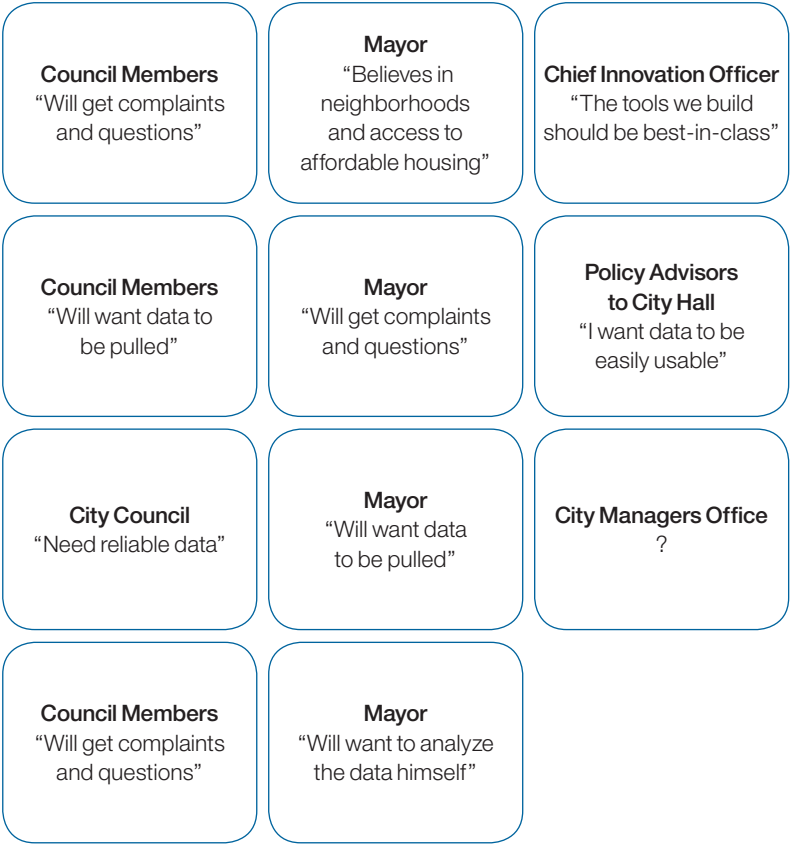 Council Members
“Will get complaints
and questions”
Mayor
“Believes in
neighborhoods
and access to
affordable housing”
Chief Innovation Officer
“The tools we build
should be best-in-class”
Council Members
“Will want data to
be pulled”
Mayor
“Will get complaints
and questions”
Policy Advisors
to City Hall
“I want data to be
easily usable”
City Council
“Need reliable data”
Mayor
“Will want data
to be pulled”
City Managers Office
?
Council Members
“Will get complaints
and questions”
Mayor
“Will want to analyze
the data himself”